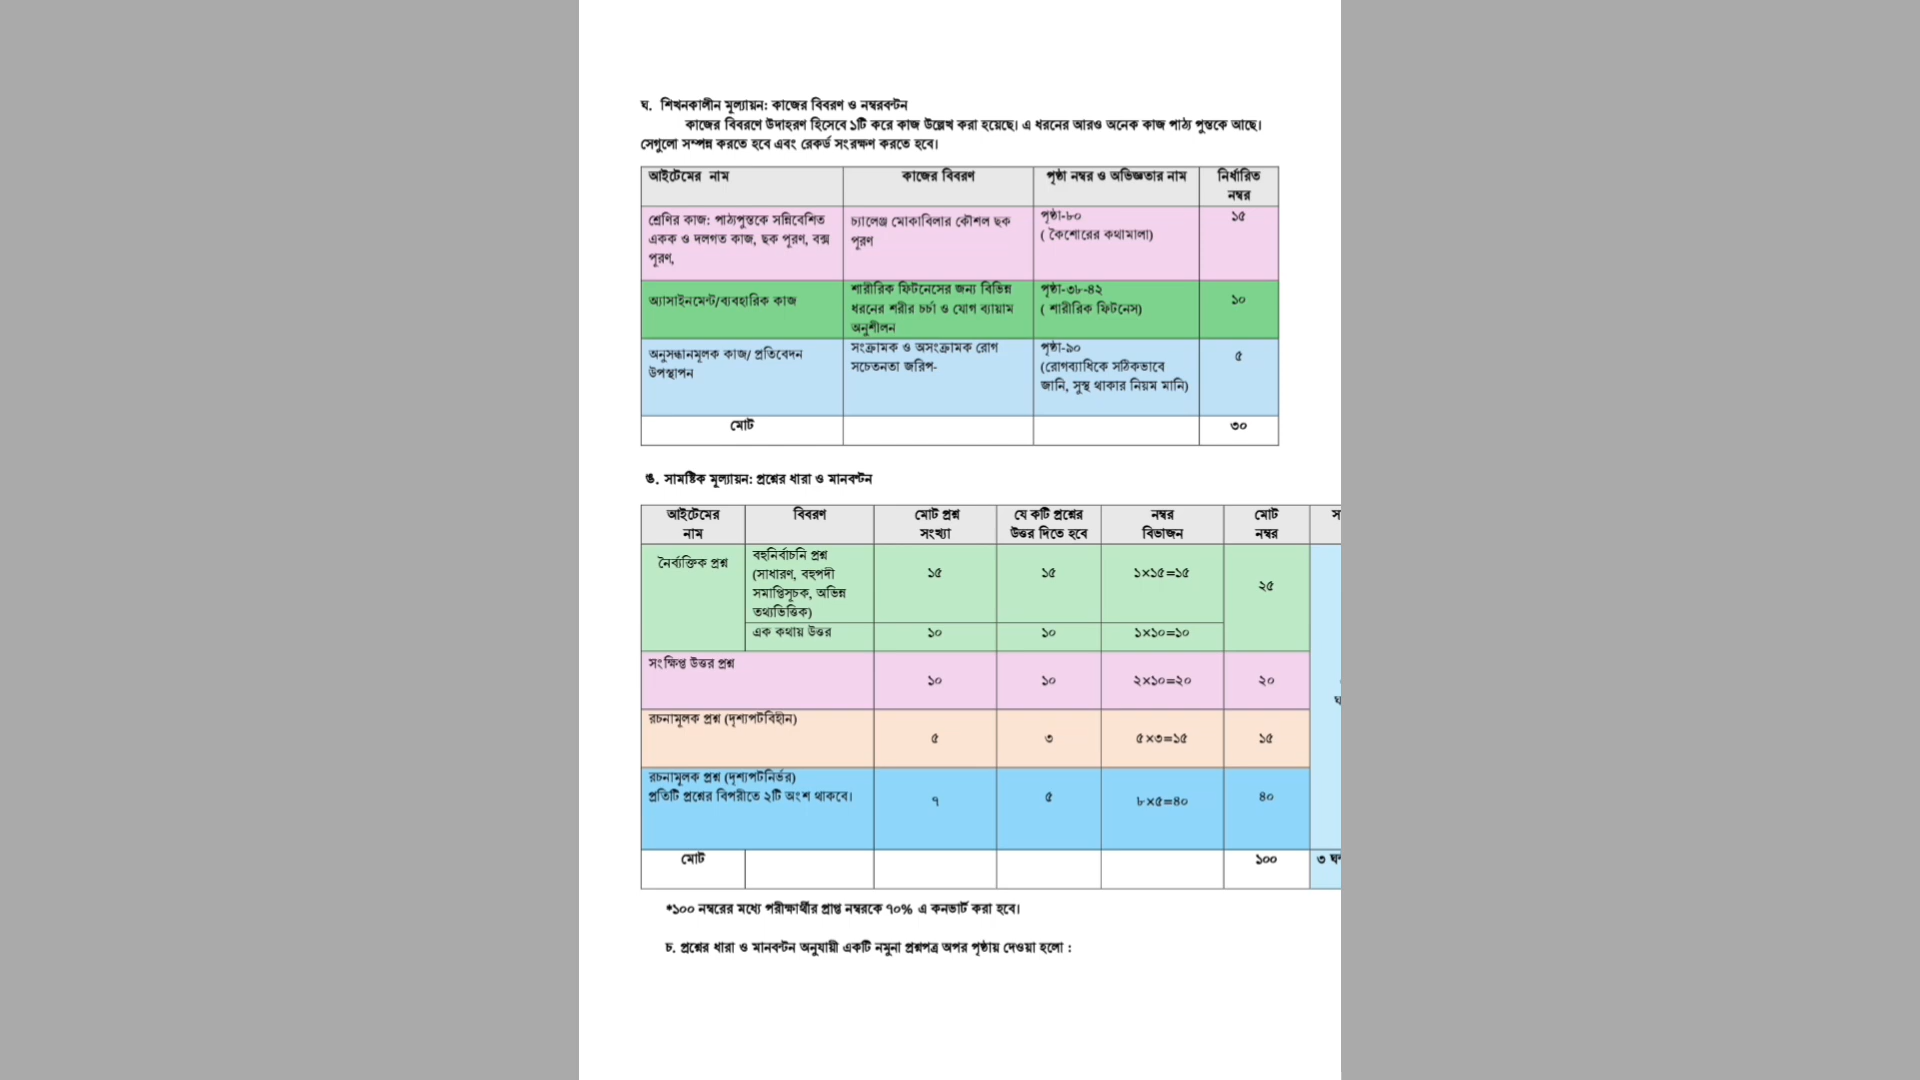 ঘ. শিখনকালীন মূল্যায়ন: কাজের বিবরণ ও নম্বরবণ্টন
কাজের বিবরণে উদাহরণ হিসেবে ১টি করে কাজ উল্লেখ করা হয়েছে। এ ধরনের আরও অনেক কাজ পাঠ্য পুস্তকে আছে।
সেগুলো সম্পন্ন করতে হবে এবং রেকর্ড সংরক্ষণ করতে হবে।
আইটেমের নাম কাজের বিবরণ পৃষ্ঠা নম্বর ও অভিজ্ঞতার নাম নির্ধারিত
নম্বর
শ্রেণির কাজ: পাঠ্যপুস্তকে সন্নিবেশিত
একক ও দলগত কাজ, ছক পূরণ, বক্স
পূরণ,
চ্যালেঞ্জ মোকাবিলার কৌশল ছক
পূরণ
পৃষ্ঠা-৮০
( কৈশোরের কথামালা)
১৫
অ্যাসাইনমেন্ট/ব্যবহারিক কাজ
শারীরিক ফিটনেসের জন্য বিভিন্ন
ধরনের শরীর চর্চা ও যোগ ব্যায়াম
অনুশীলন
পৃষ্ঠা-৩৮-৪২
( শারীরিক ফিটনেস)
১০
অনুসন্ধানমূলক কাজ/ প্রতিবেদন
উপস্থাপন
সংক্রামক ও অসংক্রামক রোগ
সচেতনতা জরিপ-
পৃষ্ঠা-৯০
(রোগব্যাধিকে সঠিকভাবে
জানি, সুস্থ থাকার নিয়ম মানি)
৫
মোট ৩০
ঙ. সামষ্টিক মূল্যায়ন: প্রশ্নের ধারা ও মানবণ্টন
আইটেমের
নাম
বিবরণ
মোট প্রশ্ন
সংখ্যা
যে কটি প্রশ্নের
উত্তর দিতে হবে
নম্বর
বিভাজন
মোট
নম্বর
নৈর্ব্যক্তিক প্রশ্ন
বহুনির্বাচনি প্রশ্ন
(সাধারণ, বহুপদী
সমাপ্তিসূচক, অভিন্ন
তথ্যভিত্তিক)
১৫ ১৫ ১×১৫=১৫
২৫
এক কথায় উত্তর ১০ ১০ ১×১০=১০
সংক্ষিপ্ত উত্তর প্রশ্ন
১০ ১০ ২×১০=২০ ২০
রচনামূলক প্রশ্ন (দৃশ্যপটবিহীন)
৫ ৩ ৫×৩=১৫ ১৫
রচনামূলক প্রশ্ন (দৃশ্যপটনির্ভর)
প্রতিটি প্রশ্নের বিপরীতে ২টি অংশ থাকবে।
৭ ৫ ৮×৫=৪০ ৪০
মোট ১০০ ৩
*১০০ নম্বরের মধ্যে পরীক্ষার্থীর প্রাপ্ত নম্বরকে ৭০% এ কনভার্ট করা হবে।
চ. প্রশ্নের ধারা ও মানবণ্টন অনুযায়ী একটি নমুনা প্রশ্নপত্র অপর পৃষ্ঠায় দেওয়া হলো :